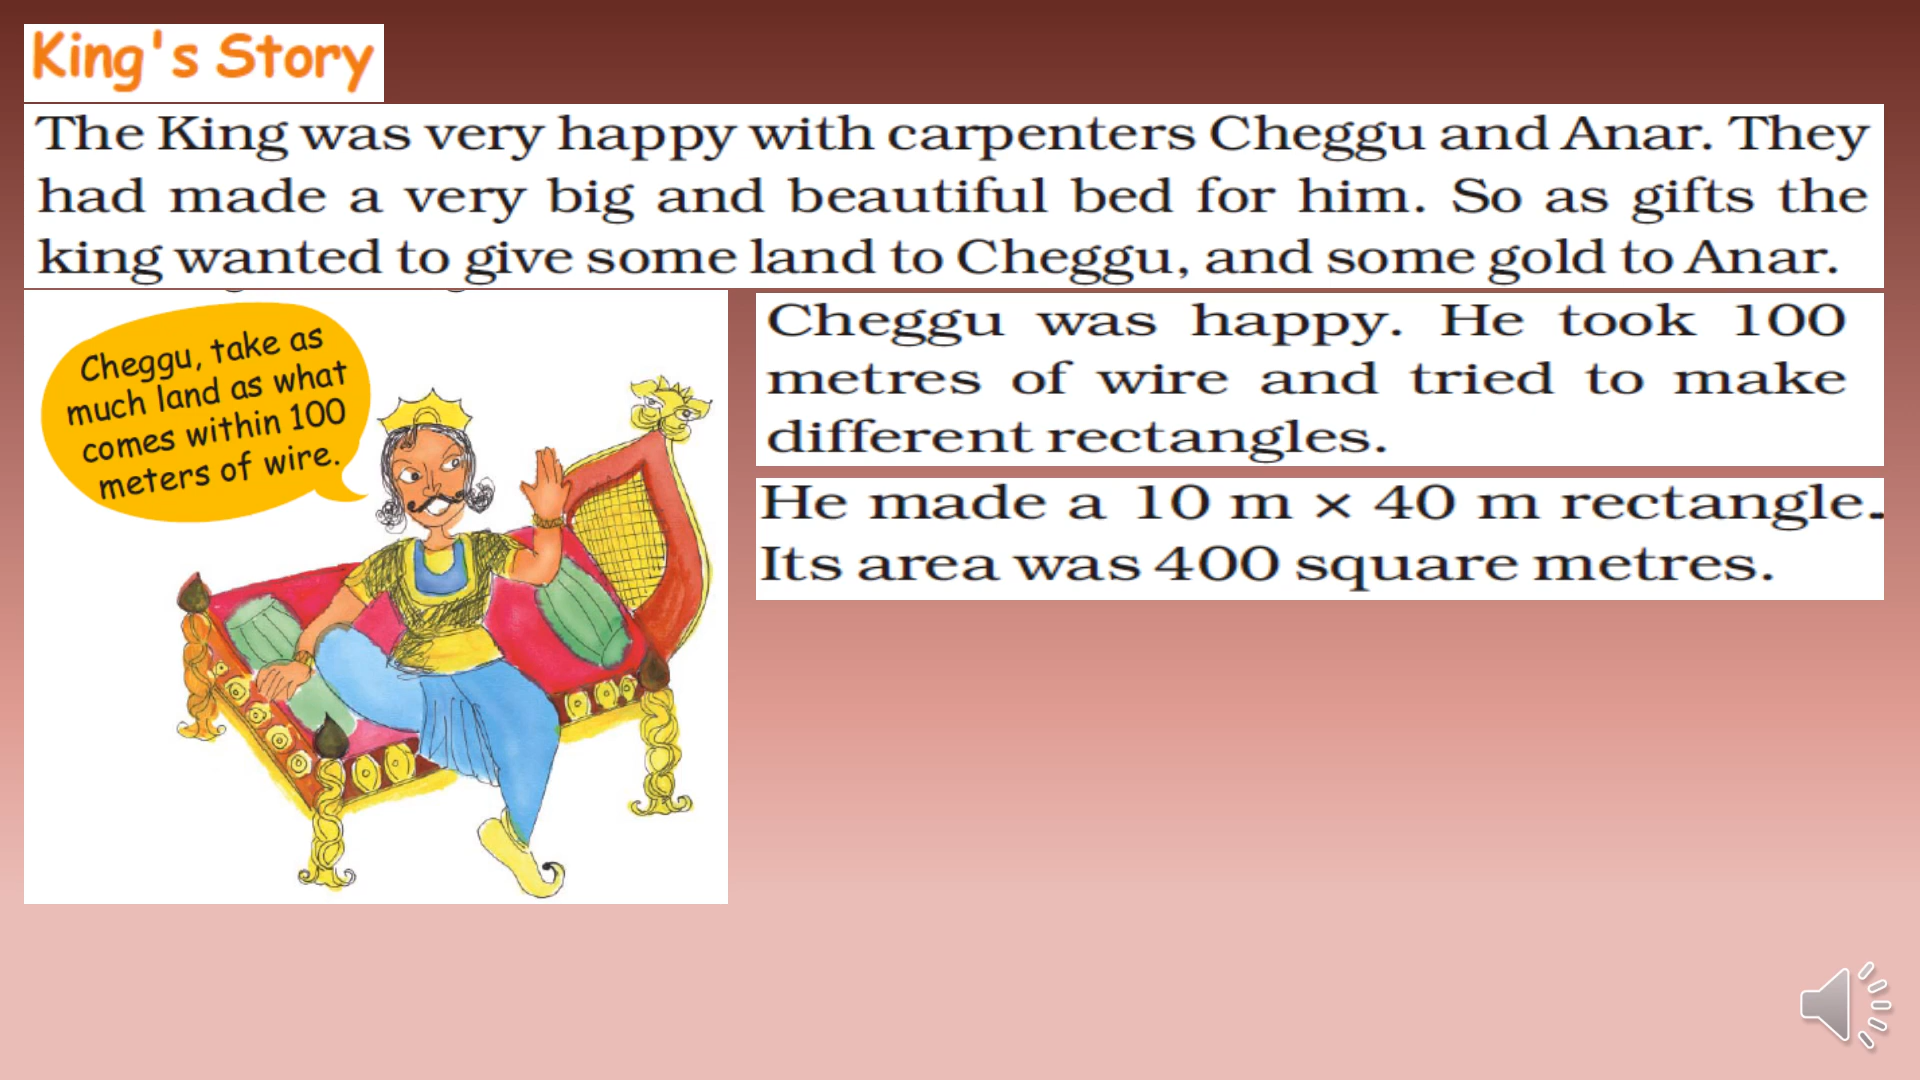 King's Story
The King was very happy with carpenters Cheggu and Anar. They
had made a very big and beautiful bed for him. So as gifts the
king wanted to give some land to Cheggu, and some gold to Anar.
Cheggu, take as
much land as what
comes within 100
meters of wire.
Cheggu was happy. He took 100
metres of wire and tried to make
different rectangles.
He made a 10 m × 40 m rectangle.
Its area was 400 square metres.